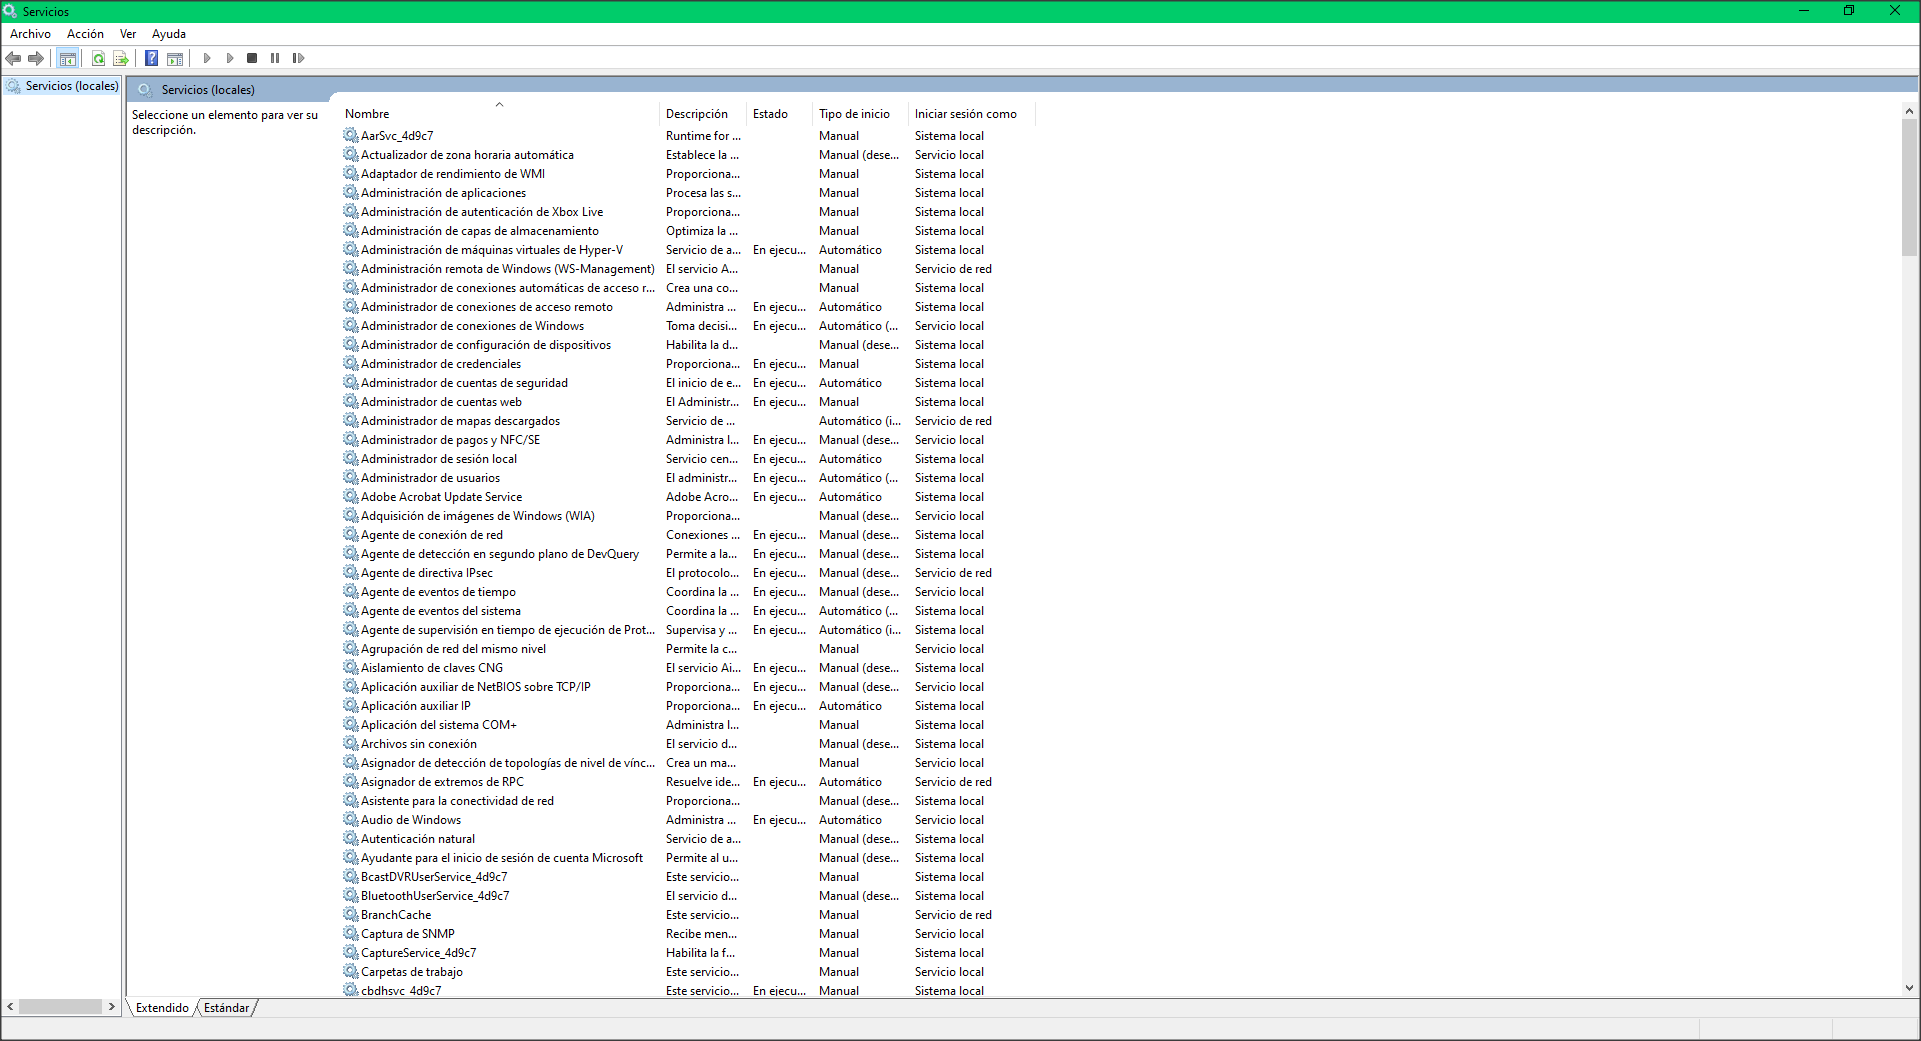 Servicios
Archivo Acción Ver Ayuda
Servicios (locales)
Servicios (locales)
Seleccione un elemento para ver su
descripción.
Nombre Descripción Estado Tipo de inicio Iniciar sesión como
AarSvc_4d9c7 Runtime for ... Manual Sistema local
Actualizador de zona horaria automática Establece la ... Manual (dese... Servicio local
Adaptador de rendimiento de WMI Proporciona... Manual Sistema local
Administración de aplicaciones Procesa las s... Manual Sistema local
Administración de autenticación de Xbox Live Proporciona... Manual Sistema local
Administración de capas de almacenamiento Optimiza la ... Manual Sistema local
Administración de máquinas virtuales de Hyper-V Servicio de a... En ejecu... Automático Sistema local
Administración remota de Windows (WS-Management) El servicio A... Manual Servicio de red
Administrador de conexiones automáticas de acceso r... Crea una co... Manual Sistema local
Administrador de conexiones de acceso remoto Administra ... En ejecu... Automático Sistema local
Administrador de conexiones de Windows Toma decisi... En ejecu... Automático (... Servicio local
Administrador de configuración de dispositivos Habilita la d... Manual (dese... Sistema local
Administrador de credenciales Proporciona... En ejecu... Manual Sistema local
Administrador de cuentas de seguridad El inicio de e... En ejecu... Automático Sistema local
Administrador de cuentas web El Administr... En ejecu... Manual Sistema local
Administrador de mapas descargados Servicio de ... Automático (i... Servicio de red
Administrador de pagos y NFC/SE Administra l... En ejecu... Manual (dese... Servicio local
Administrador de sesión local Servicio cen... En ejecu... Automático Sistema local
Administrador de usuarios El administr... En ejecu... Automático (... Sistema local
Adobe Acrobat Update Service Adobe Acro... En ejecu... Automático Sistema local
Adquisición de imágenes de Windows (WIA) Proporciona... Manual (dese... Servicio local
Agente de conexión de red Conexiones ... En ejecu... Manual (dese... Sistema local
Agente de detección en segundo plano de DevQuery Permite a la... En ejecu... Manual (dese... Sistema local
Agente de directiva IPsec El protocolo... En ejecu... Manual (dese... Servicio de red
Agente de eventos de tiempo Coordina la ... En ejecu... Manual (dese... Servicio local
Agente de eventos del sistema Coordina la ... En ejecu... Automático (... Sistema local
Agente de supervisión en tiempo de ejecución de Prot... Supervisa y ... En ejecu... Automático (i... Sistema local
Agrupación de red del mismo nivel Permite la c... Manual Servicio local
Aislamiento de claves CNG El servicio Ai... En ejecu... Manual (dese... Sistema local
Aplicación auxiliar de NetBIOS sobre TCP/IP Proporciona... En ejecu... Manual (dese... Servicio local
Aplicación auxiliar IP Proporciona... En ejecu... Automático Sistema local
Aplicación del sistema COM+ Administra l... Manual Sistema local
Archivos sin conexión El servicio d... Manual (dese... Sistema local
Asignador de detección de topologías de nivel de vínc... Crea un ma... Manual Servicio local
Asignador de extremos de RPC Resuelve ide... En ejecu... Automático Servicio de red
Asistente para la conectividad de red Proporciona... Manual (dese... Sistema local
Audio de Windows Administra ... En ejecu... Automático Servicio local
Autenticación natural Servicio de a... Manual (dese... Sistema local
Ayudante para el inicio de sesión de cuenta Microsoft Permite al u... Manual (dese... Sistema local
BcastDVRUserService_4d9c7 Este servicio... Manual Sistema local
BluetoothUserService_4d9c7 El servicio d... Manual (dese... Sistema local
BranchCache Este servicio... Manual Servicio de red
Captura de SNMP Recibe men... Manual Servicio local
CaptureService_4d9c7 Habilita la f... Manual Sistema local
Carpetas de trabajo Este servicio... Manual Servicio local
cbdhsvc_4d9c7 Este servicio... En ejecu... Manual Sistema local
Extendido Estándar